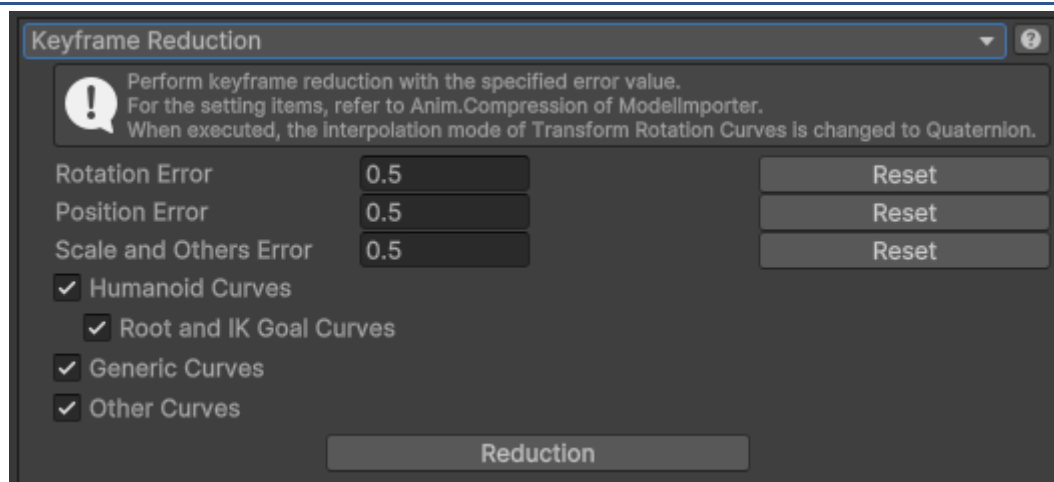 Keyframe Reduction
Perform keyframe reduction with the specified error value.
For the setting items, refer to Anim.Compression of ModelImporter.
When executed, the interpolation mode of Transform Rotation Curves is changed to Quaternion.
Rotation Error 0.5 Reset
Position Error 0.5 Reset
Scale and Others Error 0.5 Reset
Humanoid Curves
Root and IK Goal Curves
Generic Curves
Other Curves
Reduction